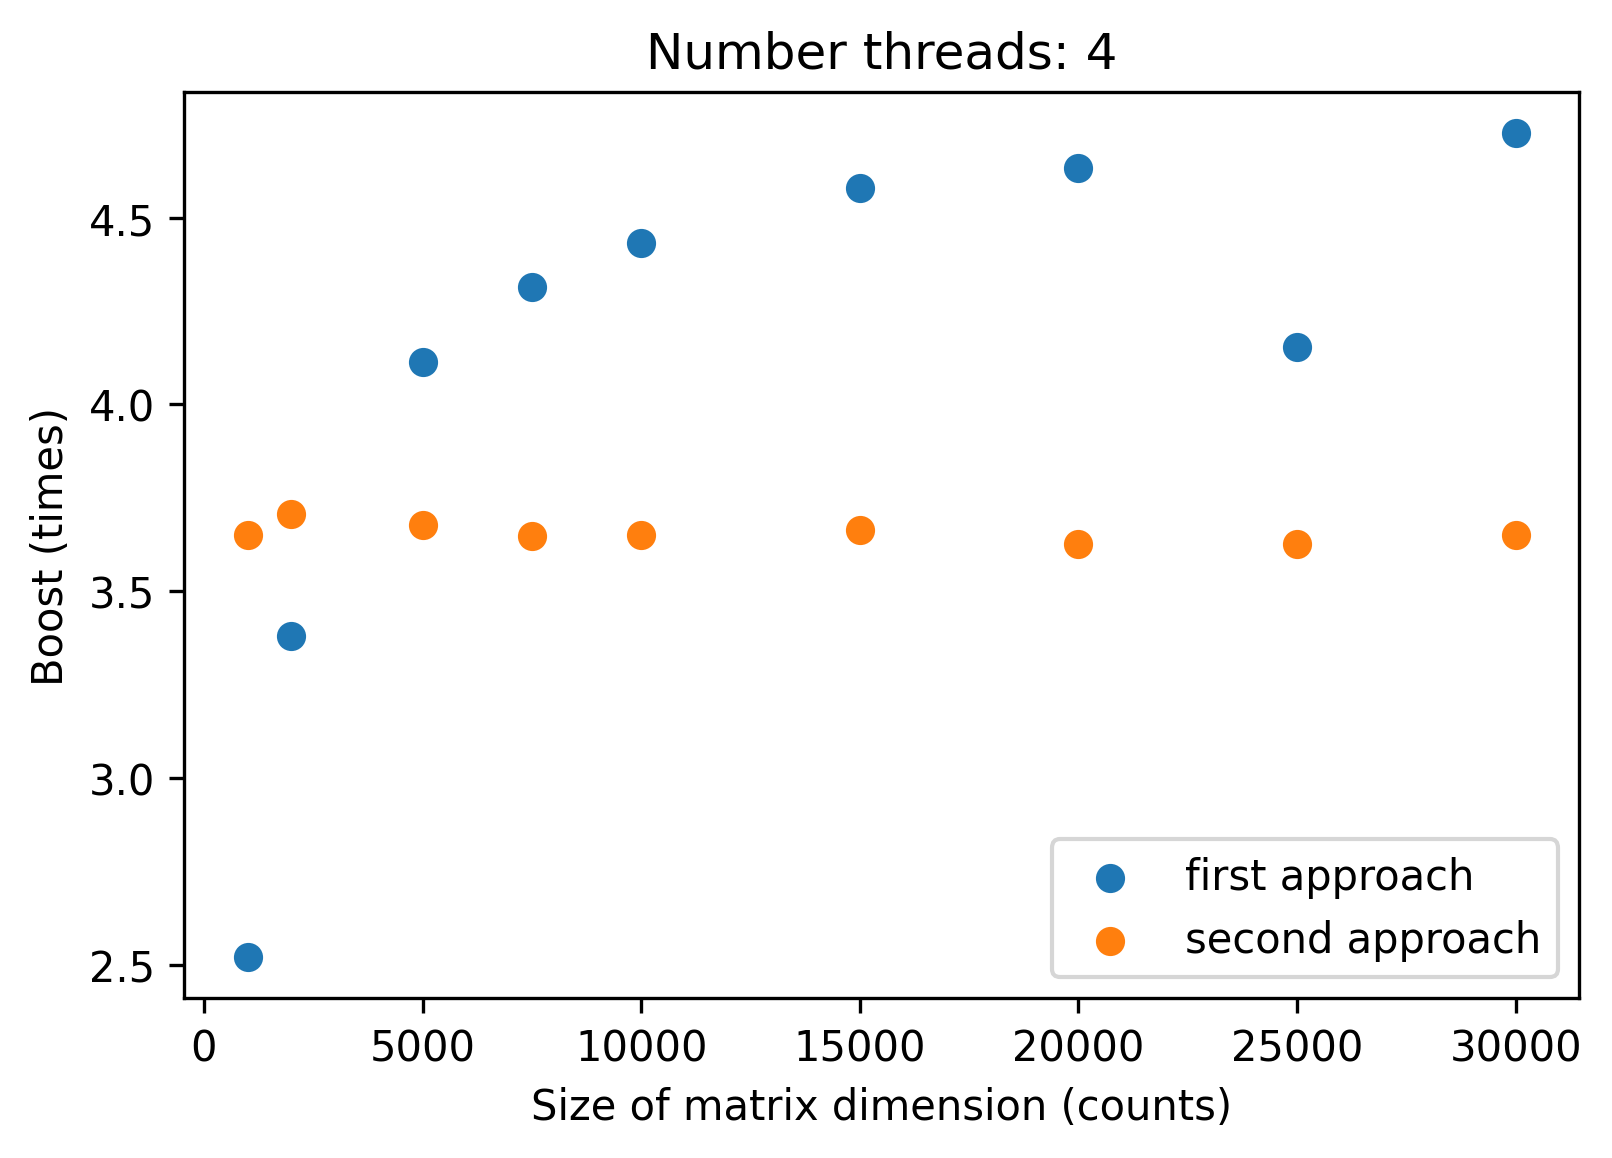 Number threads: 4
Boost (times)
4.5
4.0
3.5
3.0
2.5
first approach
second approach
0 5000 10000 15000 20000 25000 30000
Size of matrix dimension (counts)